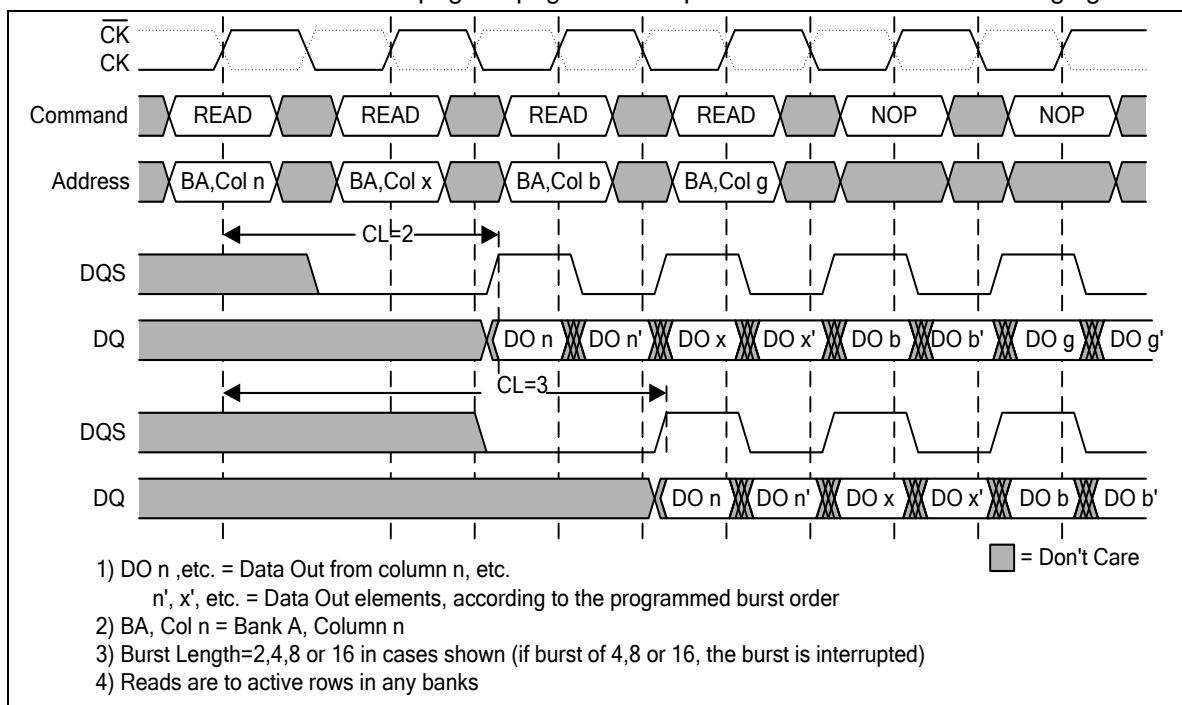 CK
CK
Command READ READ READ READ NOP NOP
Address BA,Col n BA,Col x BA,Col b BA,Col g
CL=2
DQS
DQ DO n DO n' DO x DO x' DO b DO b' DO g DO g'
CL=3
DQS
DQ DO n DO n' DO x DO x' DO b DO b'
1) DO n ,etc. = Data Out from column n, etc.
n', x', etc. = Data Out elements, according to the programmed burst order
= Don't Care
2) BA, Col n = Bank A, Column n
3) Burst Length=2,4,8 or 16 in cases shown (if burst of 4,8 or 16, the burst is interrupted)
4) Reads are to active rows in any banks